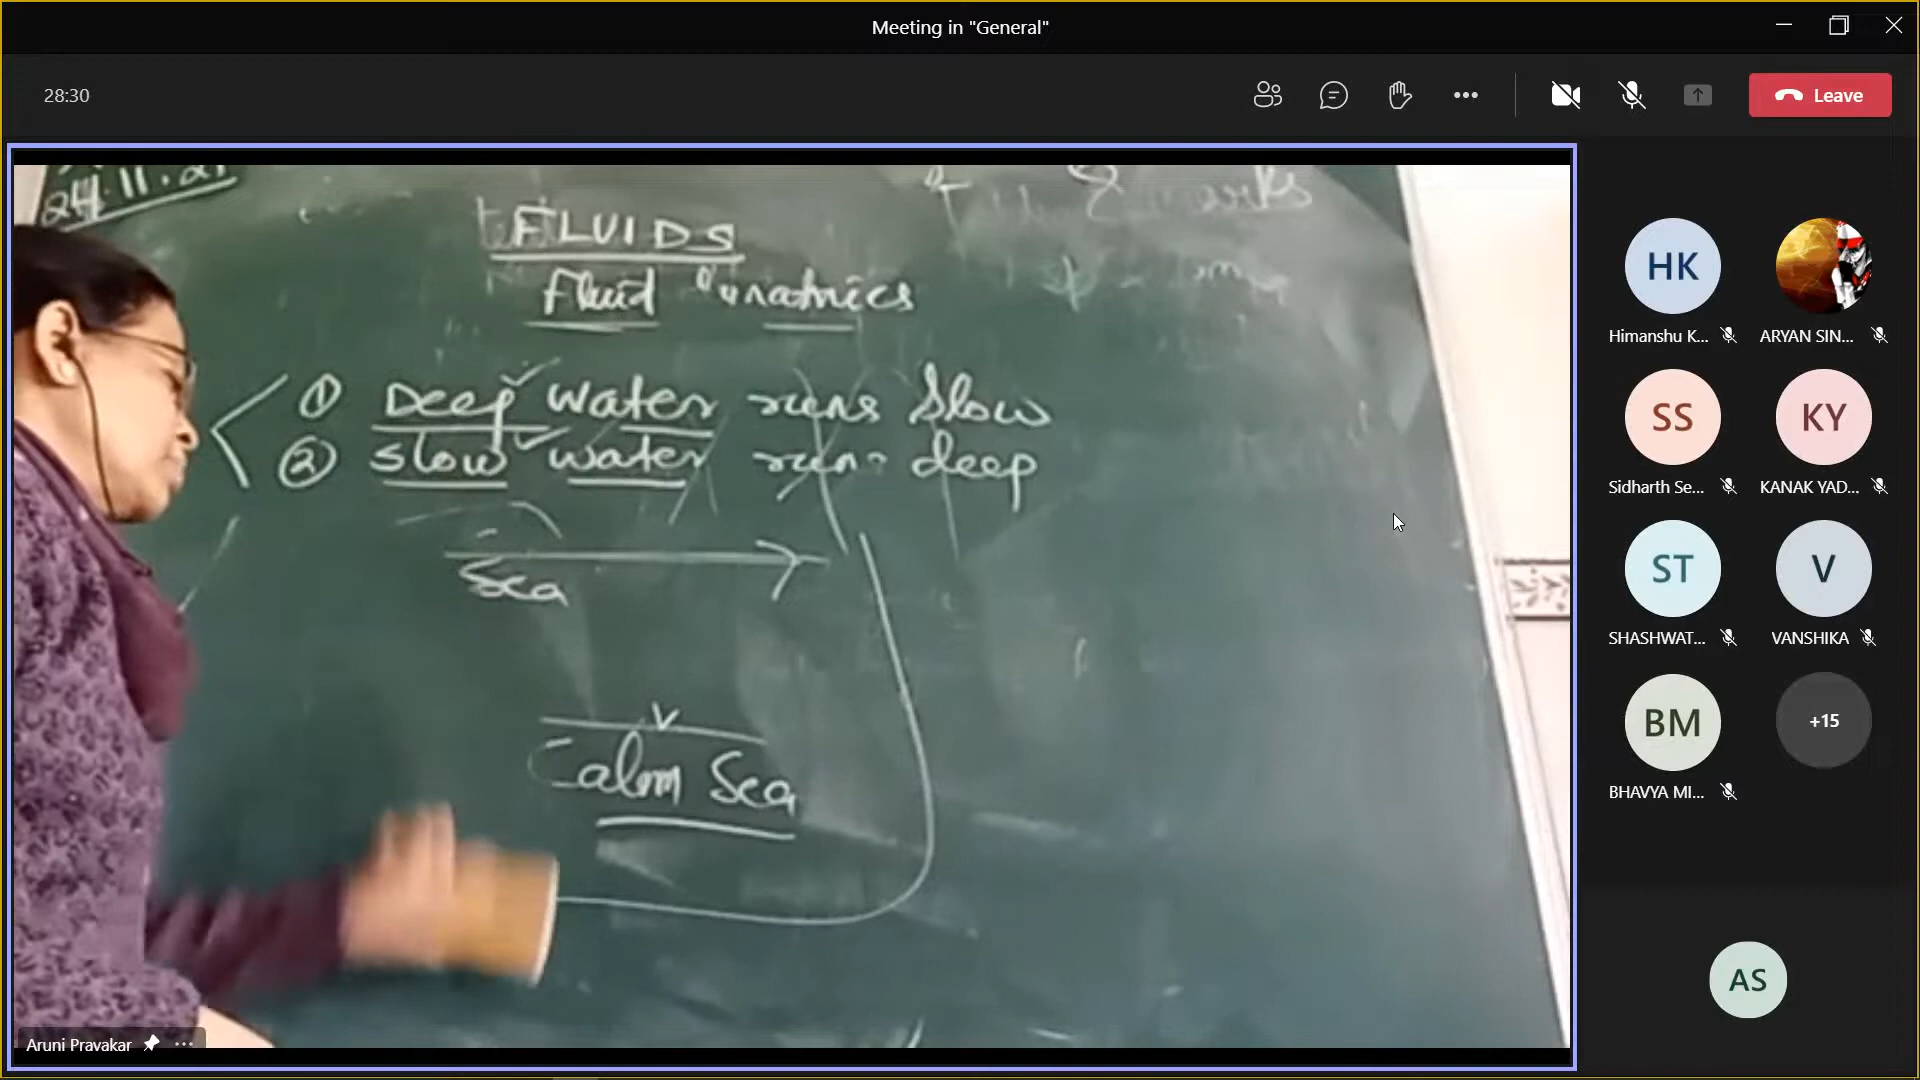 Meeting in "General"
28:30
Leave
24.11.21
FLUIDS
Fluid
① Deep water runs slow
② slow water runs deep
Sea
Calm Sea
Aruni Pravakar
HK
Himanshu K...
ARYAN SIN...
SS
KY
Sidharth Se...
KANAK YAD...
ST
V
SHASHWAT...
VANSHIKA
BM
+15
BHAVYA MI...
AS